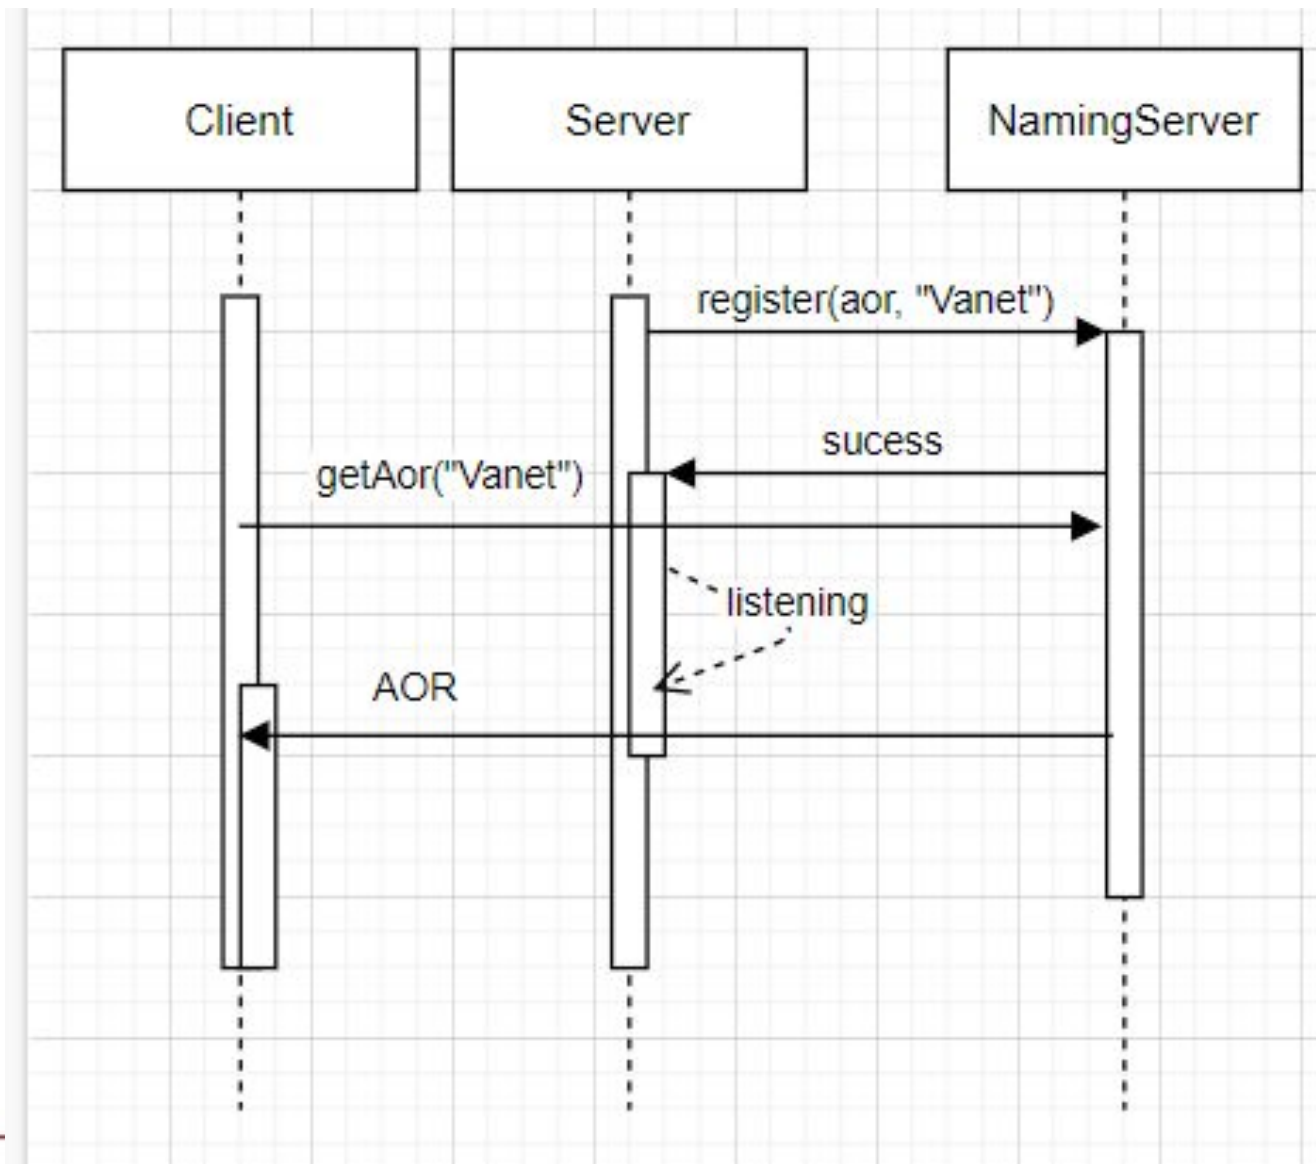 Client
Server
NamingServer
register(aor, "Vanet")
sucess
getAor("Vanet")
listening
AOR